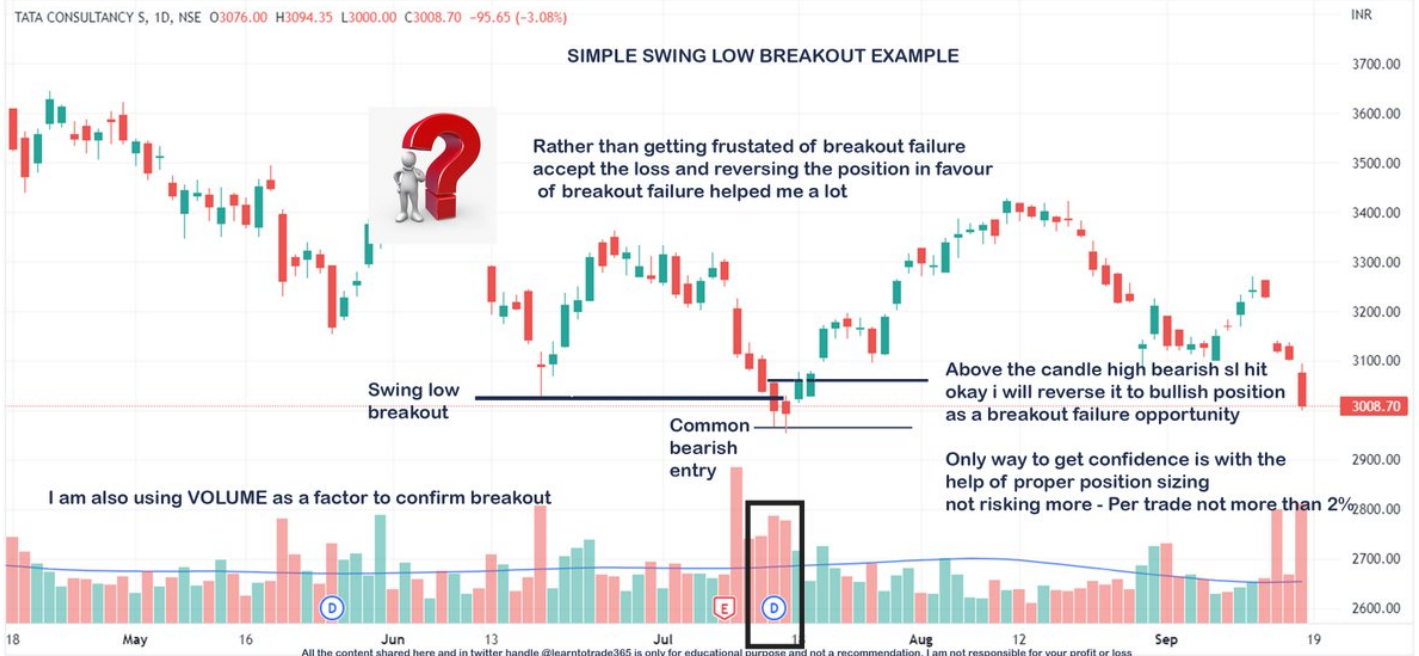 TATA CONSULTANCY S, 1D, NSE O3076.00 H3094.35 L3000.00 C3008.70 −95.65 (−3.08%)
INR
SIMPLE SWING LOW BREAKOUT EXAMPLE
3700.00
3600.00
Rather than getting frustated of breakout failure
accept the loss and reversing the position in favour
of breakout failure helped me a lot
3500.00
3400.00
3300.00
3200.00
3100.00
Swing low
breakout
Above the candle high bearish sl hit
okay i will reverse it to bullish position
as a breakout failure opportunity
3008.70
Common
bearish
entry
2900.00
Only way to get confidence is with the
help of proper position sizing
not risking more - Per trade not more than 2%
I am also using VOLUME as a factor to confirm breakout
2800.00
2700.00
2600.00
D
E
D
18 May 16 Jun 13 Jul Aug 12 Sep 19
All the content shared here and in twitter handle @learntotrade365 is only for educational purpose and not a recommendation. I am not responsible for your profit or loss